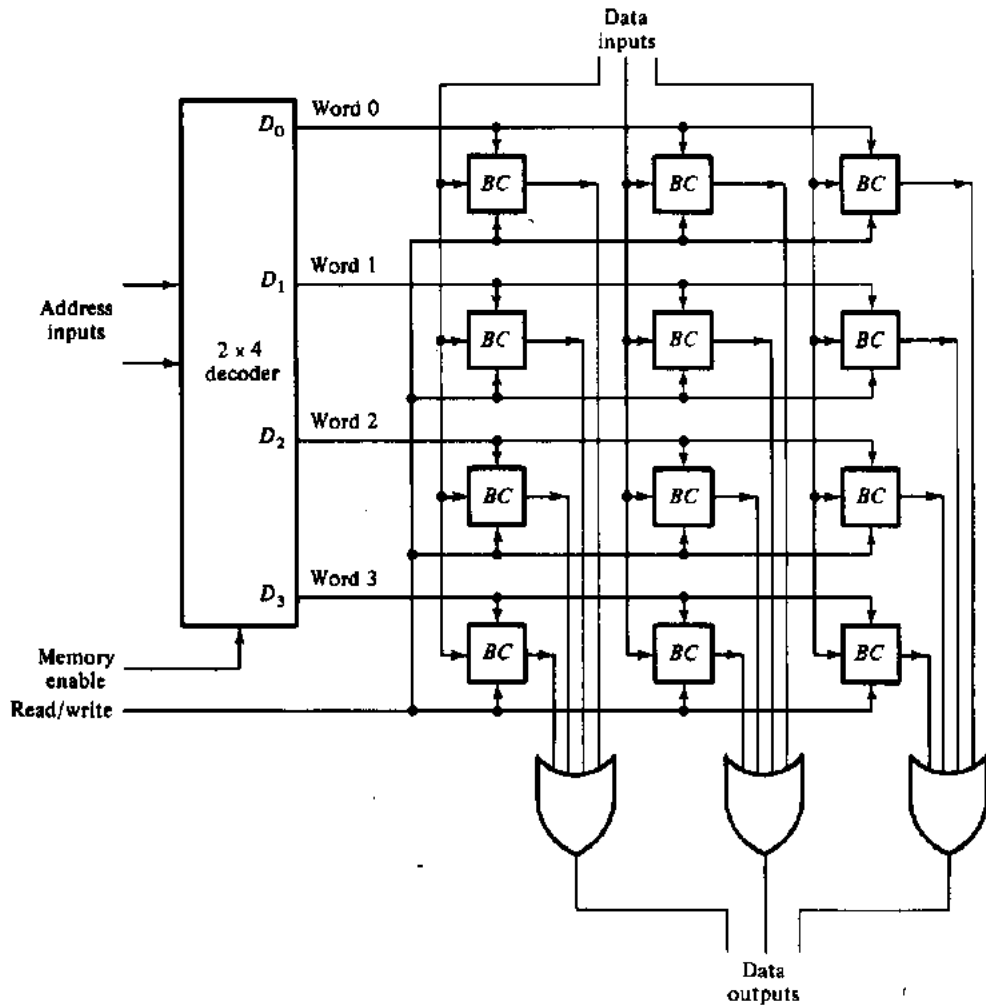 Data
inputs
Word 0
D0
BC BC BC
Word 1
D1
Address
inputs
BC BC BC
2 × 4
decoder
Word 2
D2
BC BC BC
Word 3
D3
BC BC BC
Memory
enable
Read/write
Data
outputs